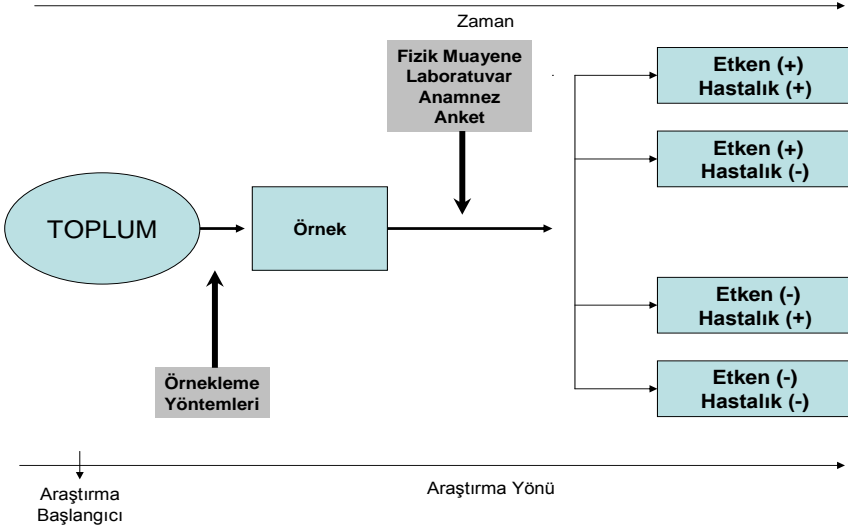 Zaman
Fizik Muayene
Laboratuvar
Anamnez
Anket
Etken (+)
Hastalık (+)
Etken (+)
Hastalık (-)
TOPLUM
Örnek
Etken (-)
Hastalık (+)
Örnekleme
Yöntemleri
Etken (-)
Hastalık (-)
Araştırma
Başlangıcı
Araştırma Yönü